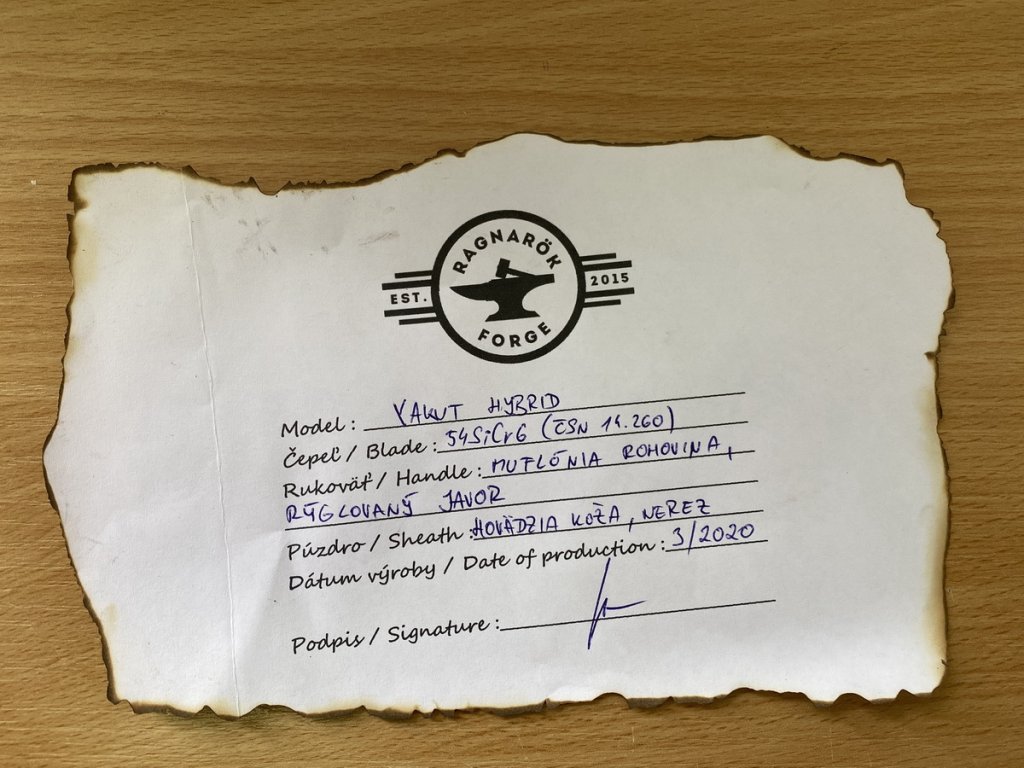 RAGNARÖK
EST. 2015
FORGE
Model : YAKUT HYBRID
Čepeľ / Blade : 54SiCr6 (ČSN 14.260)
Rukoväť / Handle : MUFLÓNIA ROHOVINA,
RÝGLOVANÝ JAVOR
Púzdro / Sheath : HOVÄDZIA KOŽA, NEREZ
Dátum výroby / Date of production : 3/2020
Podpis / Signature :